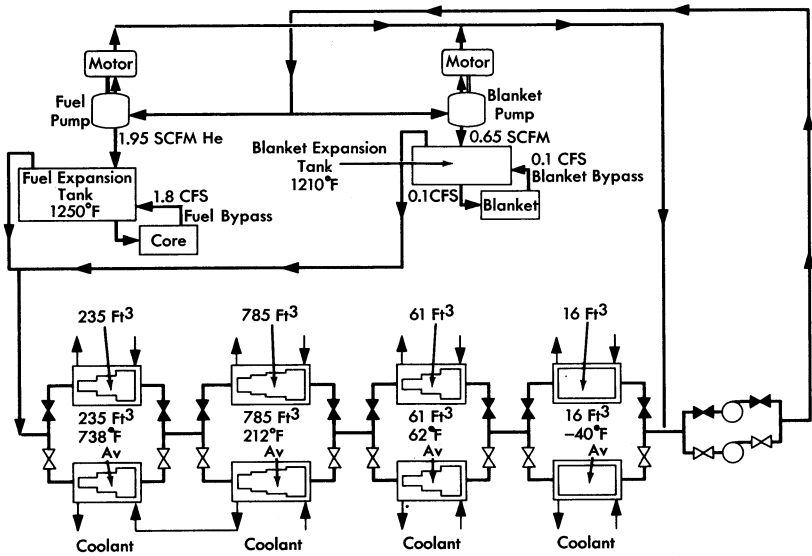 Motor
Fuel
Pump
1.95 SCFM He
Motor
Blanket
Pump
0.65 SCFM
Blanket Expansion
Tank
1210°F
0.1 CFS
Blanket Bypass
0.1CFS
Blanket
Fuel Expansion
Tank
1250°F
1.8 CFS
Fuel Bypass
Core
235 Ft3
785 Ft3
61 Ft3
16 Ft3
235 Ft3
738°F
Av
785 Ft3
212°F
Av
61 Ft3
62°F
Av
16 Ft3
-40°F
Av
Coolant
Coolant
Coolant
Coolant